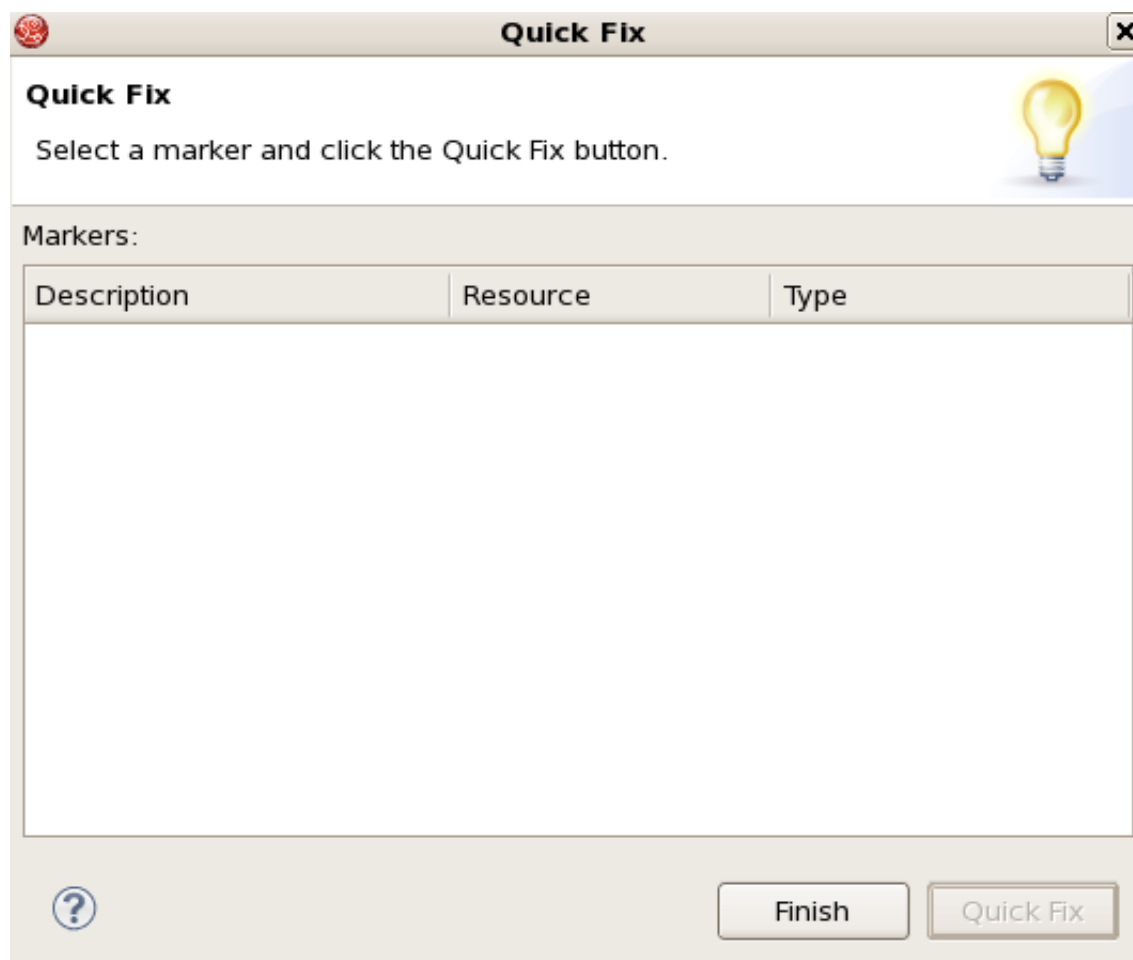 Quick Fix
Quick Fix
Select a marker and click the Quick Fix button.
Markers:
Description Resource Type
? Finish Quick Fix